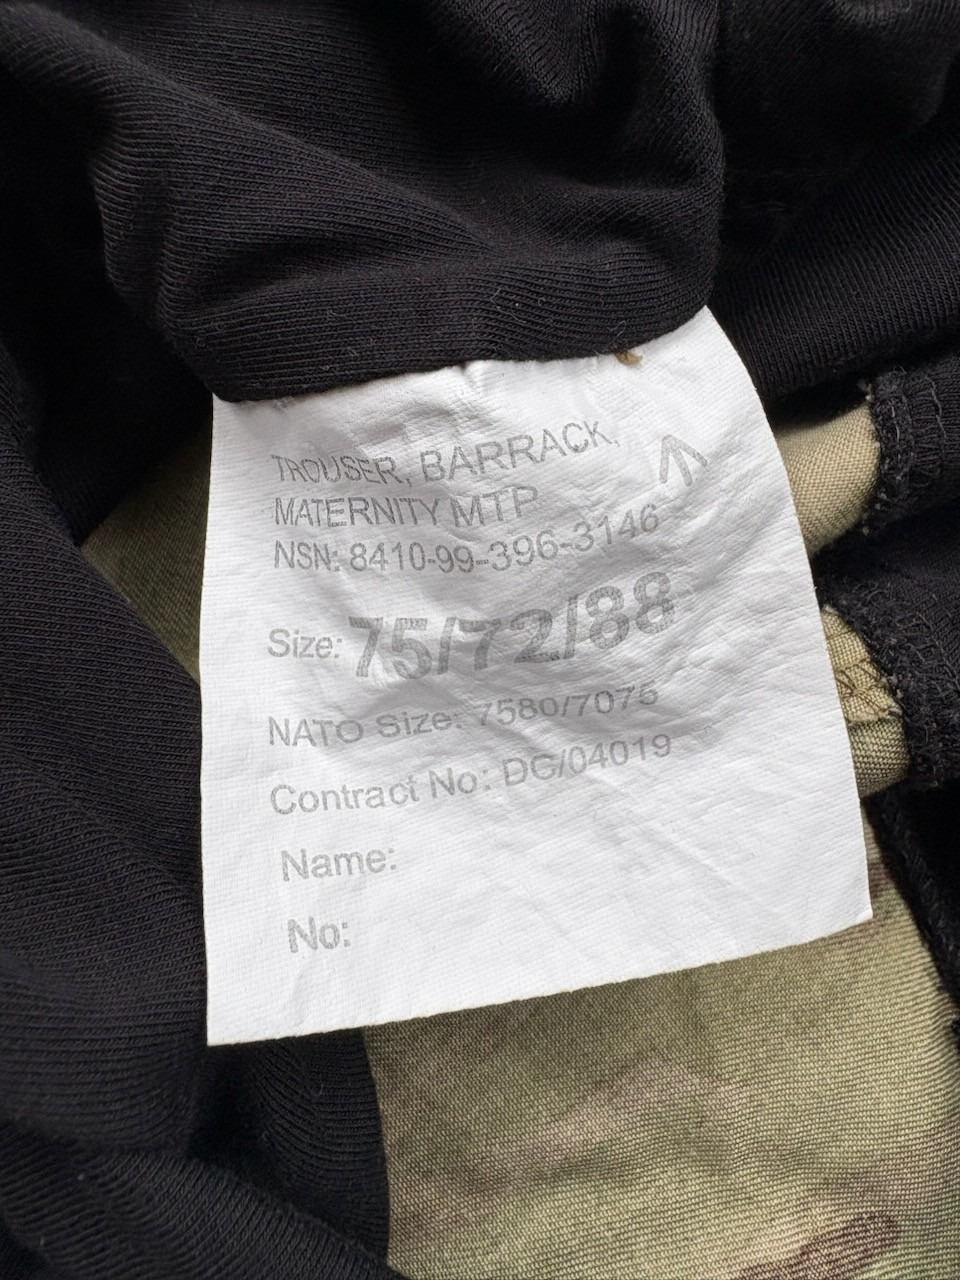 TROUSER, BARRACK,
MATERNITY MTP
NSN: 8410-99-396-3146
Size: 75/72/88
NATO Size: 7580/7075
Contract No: DG/04019
Name:
No: